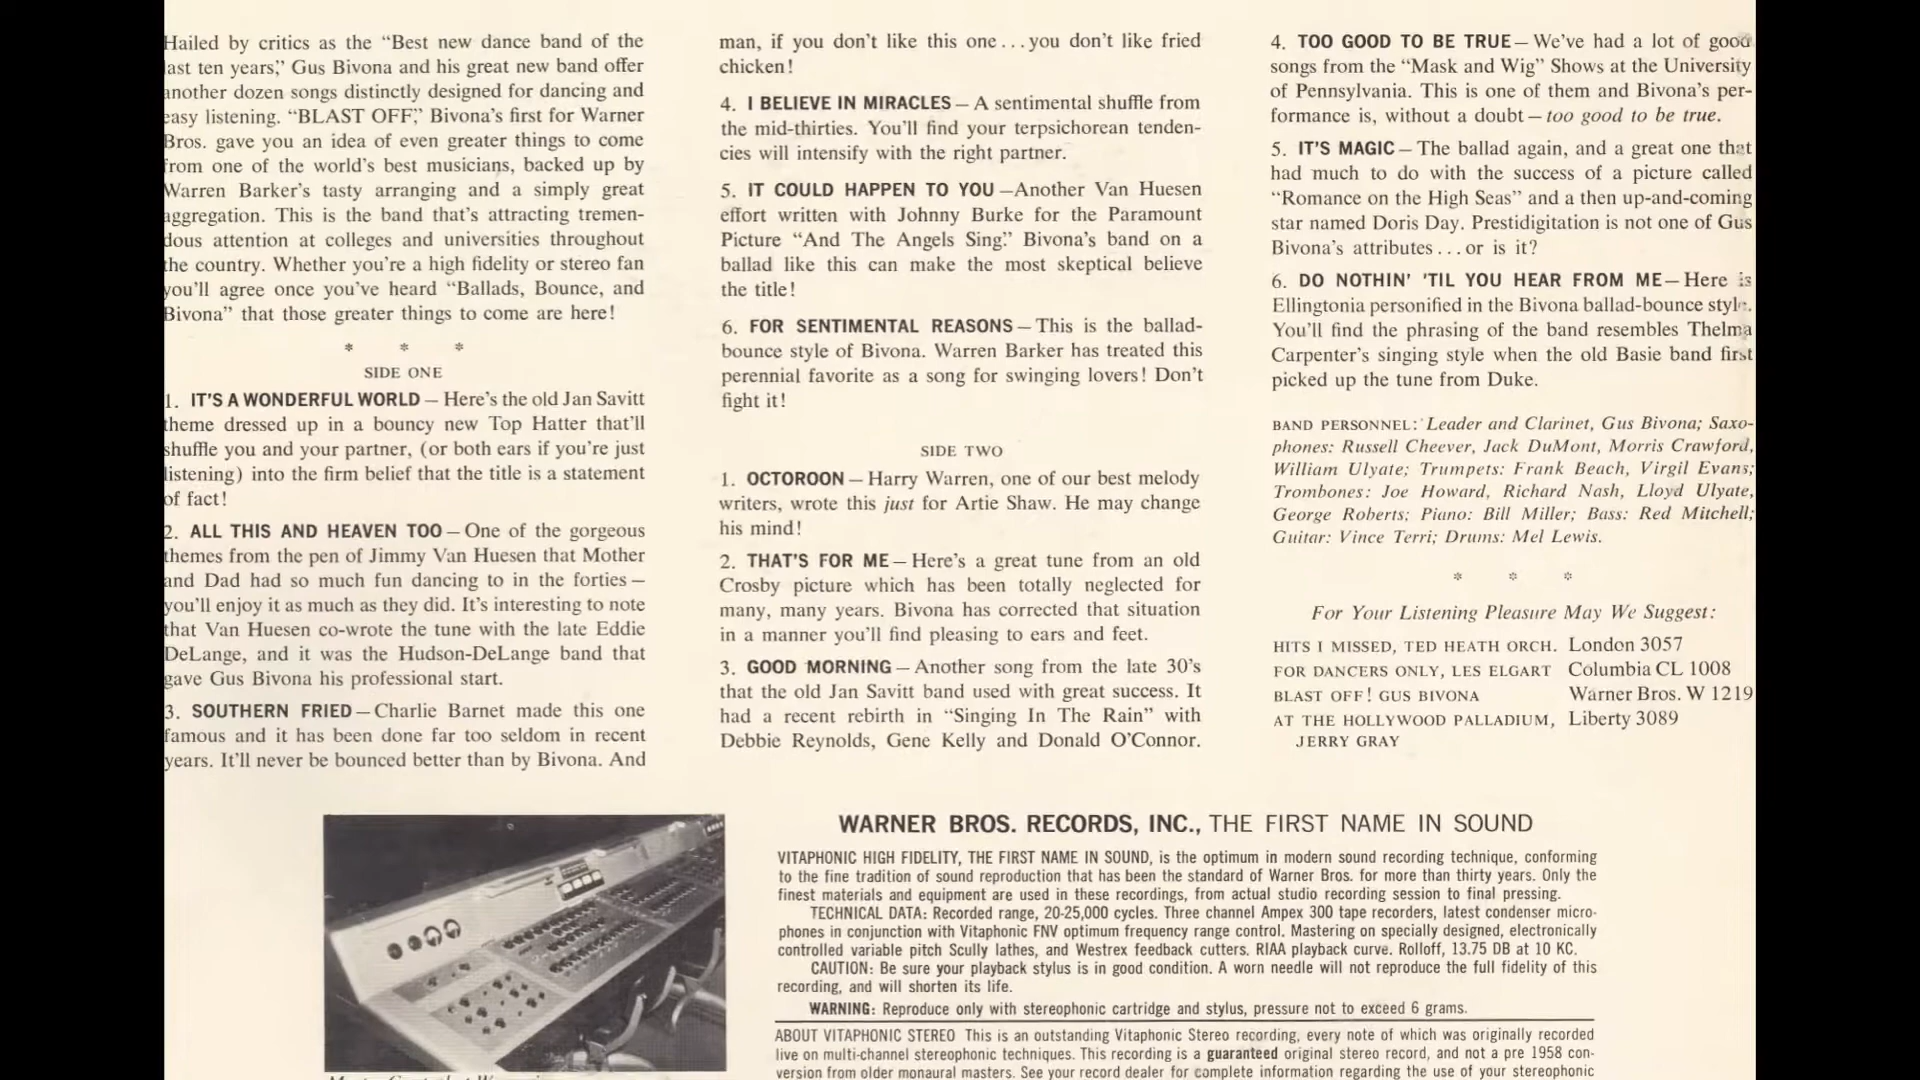 Hailed by critics as the “Best new dance band of the
last ten years,” Gus Bivona and his great new band offer
another dozen songs distinctly designed for dancing and
easy listening. “BLAST OFF,” Bivona’s first for Warner
Bros. gave you an idea of even greater things to come
from one of the world’s best musicians, backed up by
Warren Barker’s tasty arranging and a simply great
aggregation. This is the band that’s attracting tremen-
dous attention at colleges and universities throughout
the country. Whether you’re a high fidelity or stereo fan
you’ll agree once you’ve heard “Ballads, Bounce, and
Bivona” that those greater things to come are here!
* * *
SIDE ONE
1. IT’S A WONDERFUL WORLD – Here’s the old Jan Savitt
theme dressed up in a bouncy new Top Hatter that’ll
shuffle you and your partner, (or both ears if you’re just
listening) into the firm belief that the title is a statement
of fact!
2. ALL THIS AND HEAVEN TOO – One of the gorgeous
themes from the pen of Jimmy Van Huesen that Mother
and Dad had so much fun dancing to in the forties –
you’ll enjoy it as much as they did. It’s interesting to note
that Van Huesen co-wrote the tune with the late Eddie
DeLange, and it was the Hudson-DeLange band that
gave Gus Bivona his professional start.
3. SOUTHERN FRIED – Charlie Barnet made this one
famous and it has been done far too seldom in recent
years. It’ll never be bounced better than by Bivona. And
man, if you don’t like this one...you don’t like fried
chicken!
4. I BELIEVE IN MIRACLES – A sentimental shuffle from
the mid-thirties. You’ll find your terpsichorean tenden-
cies will intensify with the right partner.
5. IT COULD HAPPEN TO YOU – Another Van Huesen
effort written with Johnny Burke for the Paramount
Picture “And The Angels Sing.” Bivona’s band on a
ballad like this can make the most skeptical believe
the title!
6. FOR SENTIMENTAL REASONS – This is the ballad-
bounce style of Bivona. Warren Barker has treated this
perennial favorite as a song for swinging lovers! Don’t
fight it!
SIDE TWO
1. OCTOROON – Harry Warren, one of our best melody
writers, wrote this just for Artie Shaw. He may change
his mind!
2. THAT’S FOR ME – Here’s a great tune from an old
Crosby picture which has been totally neglected for
many, many years. Bivona has corrected that situation
in a manner you’ll find pleasing to ears and feet.
3. GOOD MORNING – Another song from the late 30’s
that the old Jan Savitt band used with great success. It
had a recent rebirth in “Singing In The Rain” with
Debbie Reynolds, Gene Kelly and Donald O’Connor.
4. TOO GOOD TO BE TRUE – We’ve had a lot of good
songs from the “Mask and Wig” Shows at the University
of Pennsylvania. This is one of them and Bivona’s per-
formance is, without a doubt – too good to be true.
5. IT’S MAGIC – The ballad again, and a great one that
had much to do with the success of a picture called
“Romance on the High Seas” and a then up-and-coming
star named Doris Day. Prestidigitation is not one of Gus
Bivona’s attributes...or is it?
6. DO NOTHIN’ ’TIL YOU HEAR FROM ME – Here is
Ellingtonia personified in the Bivona ballad-bounce style.
You’ll find the phrasing of the band resembles Thelma
Carpenter’s singing style when the old Basie band first
picked up the tune from Duke.
BAND PERSONNEL: Leader and Clarinet, Gus Bivona; Saxo-
phones: Russell Cheever, Jack DuMont, Morris Crawford,
William Ulyate; Trumpets: Frank Beach, Virgil Evans;
Trombones: Joe Howard, Richard Nash, Lloyd Ulyate,
George Roberts; Piano: Bill Miller; Bass: Red Mitchell;
Guitar: Vince Terri; Drums: Mel Lewis.
* * *
For Your Listening Pleasure May We Suggest:
HITS I MISSED, TED HEATH ORCH. London 3057
FOR DANCERS ONLY, LES ELGART Columbia CL 1008
BLAST OFF! GUS BIVONA Warner Bros. W 1219
AT THE HOLLYWOOD PALLADIUM, Liberty 3089
JERRY GRAY
WARNER BROS. RECORDS, INC., THE FIRST NAME IN SOUND
VITAPHONIC HIGH FIDELITY, THE FIRST NAME IN SOUND, is the optimum in modern sound recording technique, conforming
to the fine tradition of sound reproduction that has been the standard of Warner Bros. for more than thirty years. Only the
finest materials and equipment are used in these recordings, from actual studio recording session to final pressing.
TECHNICAL DATA: Recorded range, 20-25,000 cycles. Three channel Ampex 300 tape recorders, latest condenser micro-
phones in conjunction with Vitaphonic FNV optimum frequency range control. Mastering on specially designed, electronically
controlled variable pitch Scully lathes, and Westrex feedback cutters. RIAA playback curve. Rolloff, 13.75 DB at 10 KC.
CAUTION: Be sure your playback stylus is in good condition. A worn needle will not reproduce the full fidelity of this
recording, and will shorten its life.
WARNING: Reproduce only with stereophonic cartridge and stylus, pressure not to exceed 6 grams.
ABOUT VITAPHONIC STEREO This is an outstanding Vitaphonic Stereo recording, every note of which was originally recorded
live on multi-channel stereophonic techniques. This recording is a guaranteed original stereo record, and not a pre 1958 con-
version from older monaural masters. See your record dealer for complete information regarding the use of your stereophonic